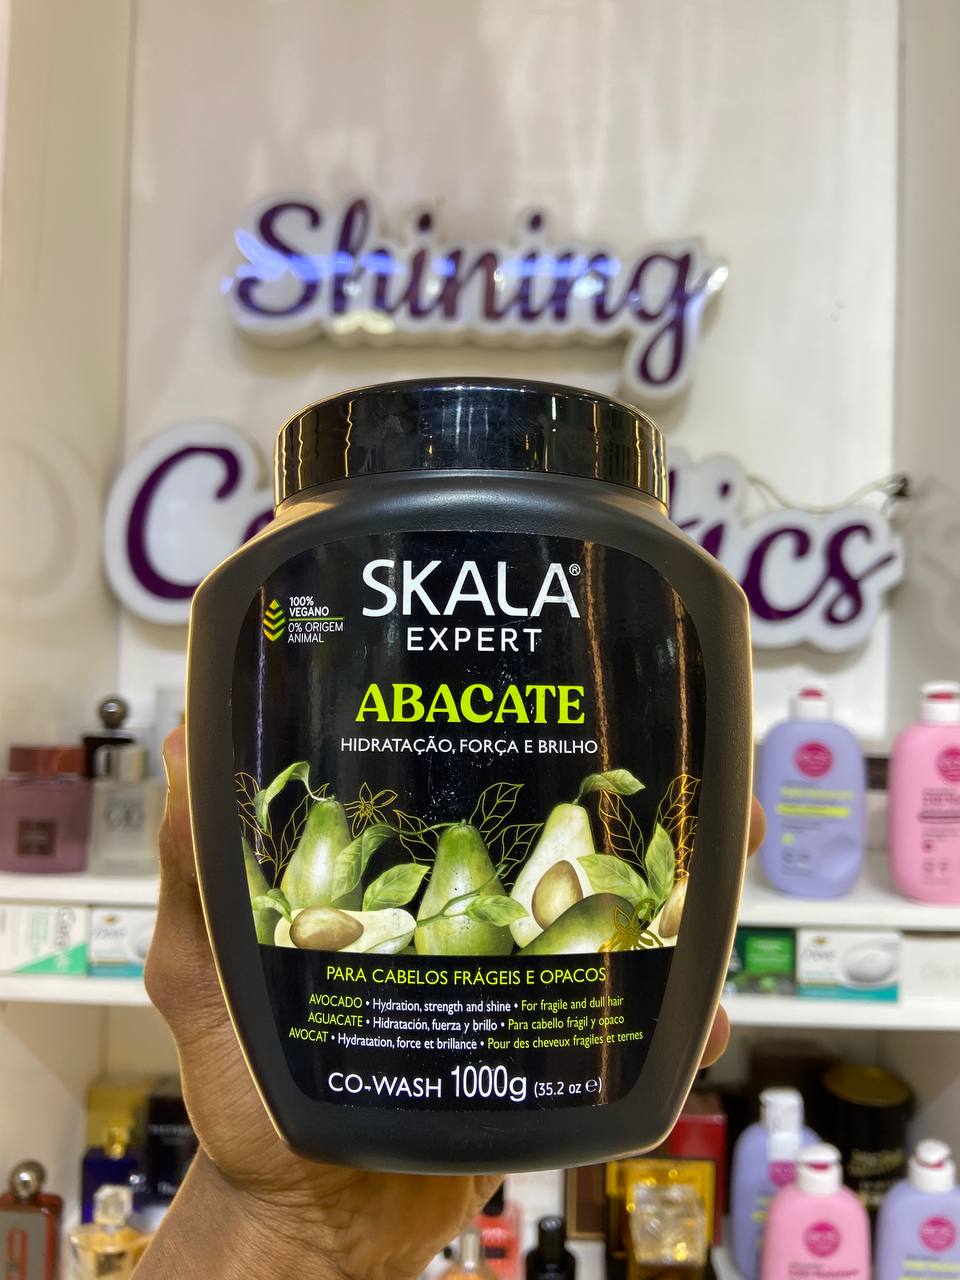 Shining
SKALA®
EXPERT
100%
VEGANO
0% ORIGEM
ANIMAL
ABACATE
HIDRATAÇÃO, FORÇA E BRILHO
PARA CABELOS FRÁGEIS E OPACOS
AVOCADO • Hydration, strength and shine • For fragile and dull hair
AGUACATE • Hidratación, fuerza y brillo • Para cabello frágil y opaco
AVOCAT • Hydratation, force et brillance • Pour des cheveux fragiles et ternes
CO-WASH 1000g (35.2 oz ℮)